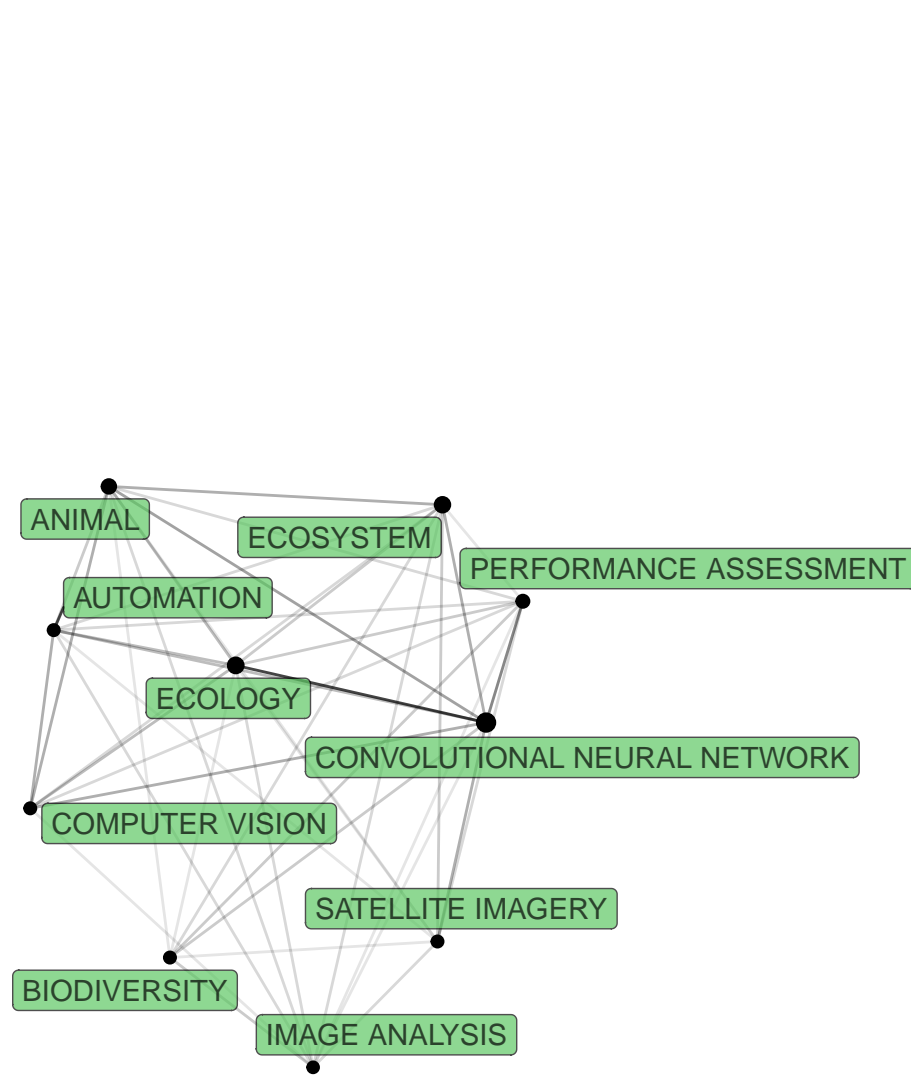 ANIMAL
ECOSYSTEM
PERFORMANCE ASSESSMENT
AUTOMATION
ECOLOGY
CONVOLUTIONAL NEURAL NETWORK
COMPUTER VISION
SATELLITE IMAGERY
BIODIVERSITY
IMAGE ANALYSIS